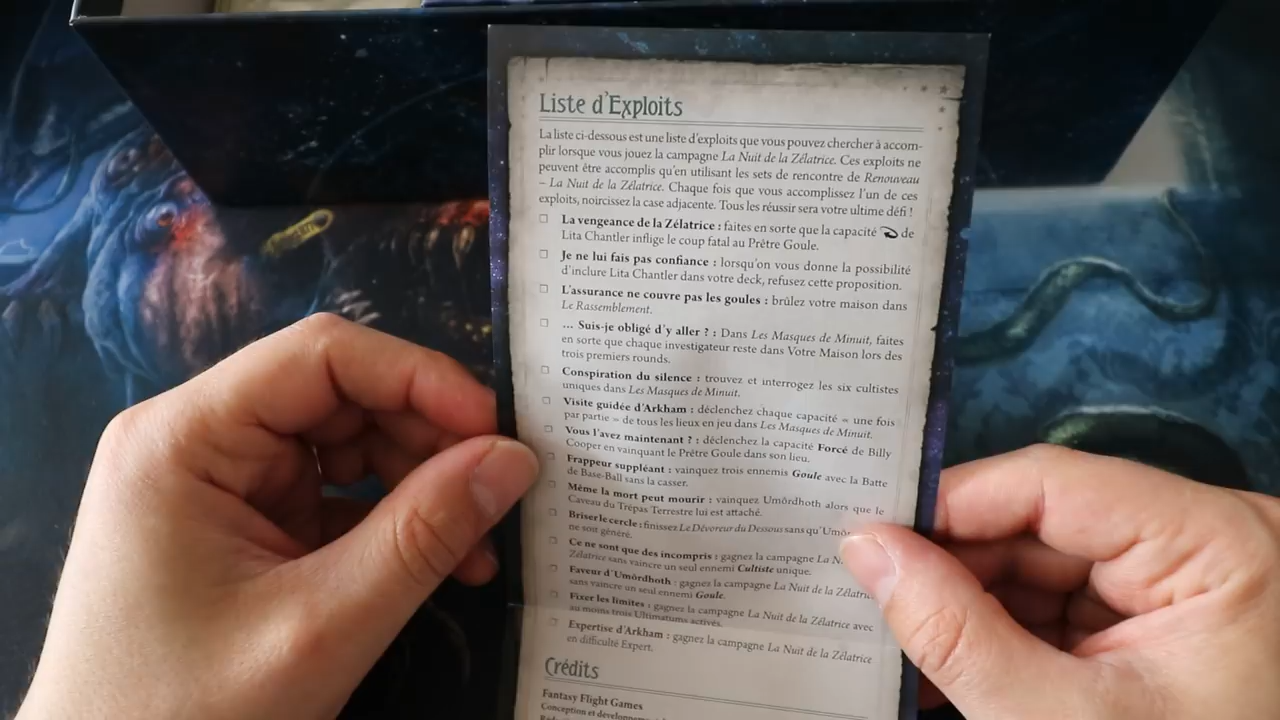 Liste d'Exploits
La liste ci-dessous est une liste d'exploits que vous pouvez chercher à accom-
plir lorsque vous jouez la campagne La Nuit de la Zélatrice. Ces exploits ne
peuvent être accomplis qu'en utilisant les sets de rencontre de Renouveau
– La Nuit de la Zélatrice. Chaque fois que vous accomplissez l'un de ces
exploits, noircissez la case adjacente. Tous les réussir sera votre ultime défi !
La vengeance de la Zélatrice : faites en sorte que la capacité de
Lita Chantler inflige le coup fatal au Prêtre Goule.
Je ne lui fais pas confiance : lorsqu'on vous donne la possibilité
d'inclure Lita Chantler dans votre deck, refusez cette proposition.
L'assurance ne couvre pas les goules : brûlez votre maison dans
Le Rassemblement.
... Suis-je obligé d'y aller ? : Dans Les Masques de Minuit, faites
en sorte que chaque investigateur reste dans Votre Maison lors des
trois premiers rounds.
Conspiration du silence : trouvez et interrogez les six cultistes
uniques dans Les Masques de Minuit.
Visite guidée d'Arkham : déclenchez chaque capacité « une fois
par partie » de tous les lieux en jeu dans Les Masques de Minuit.
Vous l'avez maintenant ? : déclenchez la capacité Forcé de Billy
Cooper en vainquant le Prêtre Goule dans son lieu.
Frappeur suppléant : vainquez trois ennemis Goule avec la Batte
de Base-Ball sans la casser.
Même la mort peut mourir : vainquez Umôrdhoth alors que le
Caveau du Trépas Terrestre lui est attaché.
Briser le cercle : finissez Le Dévoreur du Dessous sans qu'Umôr
ne soit généré.
Ce ne sont que des incompris : gagnez la campagne La N
Zélatrice sans vaincre un seul ennemi Cultiste unique.
Faveur d'Umôrdhoth : gagnez la campagne La Nuit de la Zélatric
sans vaincre un seul ennemi Goule.
Fixer les limites : gagnez la campagne La Nuit de la Zélatrice avec
au moins trois Ultimatums activés.
Expertise d'Arkham : gagnez la campagne La Nuit de la Zélatrice
en difficulté Expert.
Crédits
Fantasy Flight Games
Conception et développement